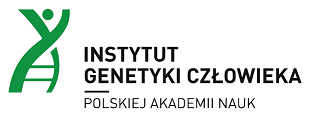 INSTYTUT
GENETYKI CZŁOWIEKA
POLSKIEJ AKADEMII NAUK